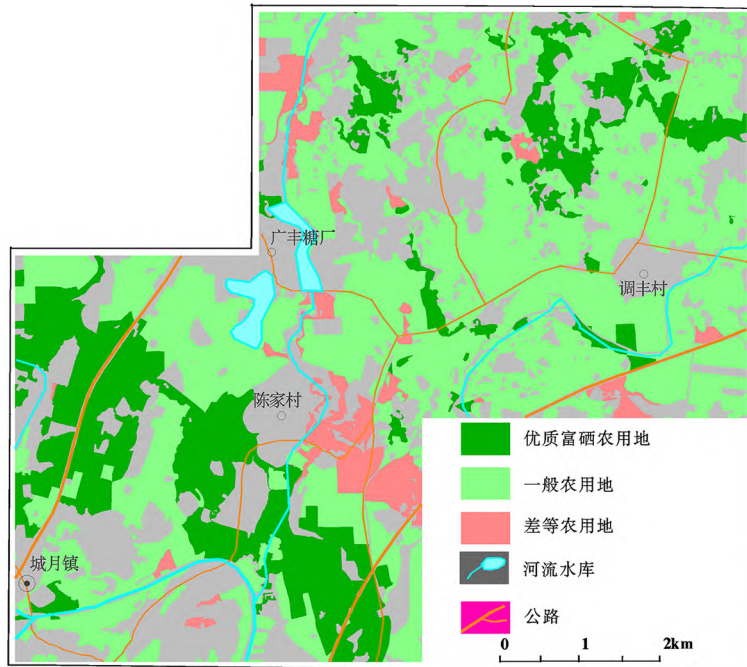 广丰糖厂
调丰村
陈家村
城月镇
优质富硒农用地
一般农用地
差等农用地
河流水库
公路
0 1 2km